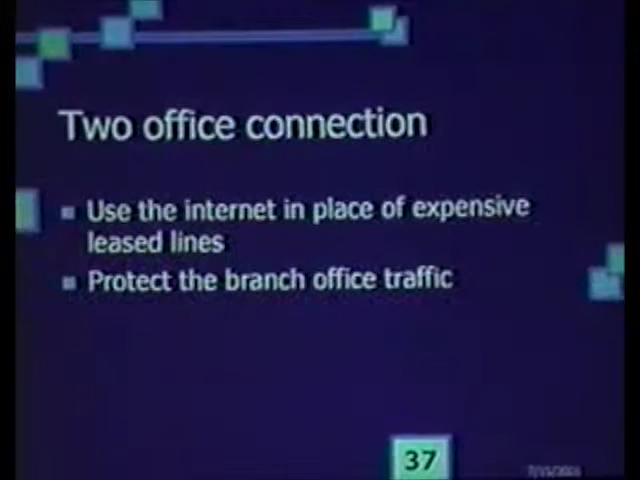 Two office connection
Use the internet in place of expensive
leased lines
Protect the branch office traffic
37